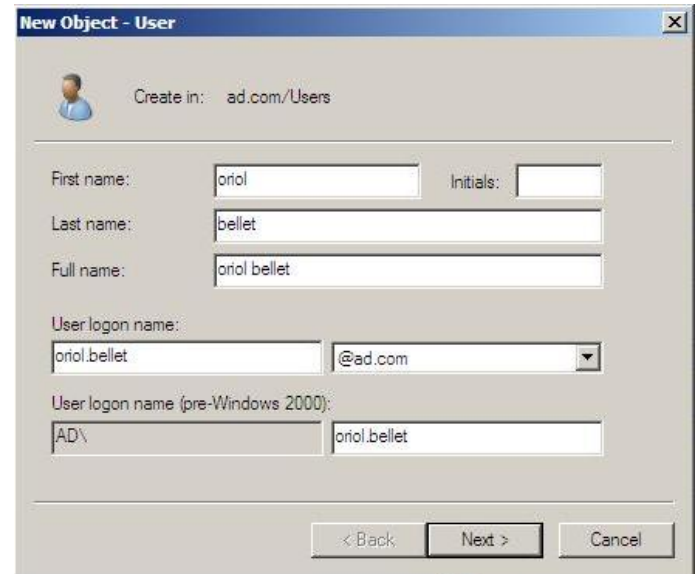 New Object - User
Create in: ad.com/Users
First name: oriol Initials:
Last name: bellet
Full name: oriol bellet
User logon name:
oriol.bellet @ad.com
User logon name (pre-Windows 2000):
AD\ oriol.bellet
< Back Next > Cancel